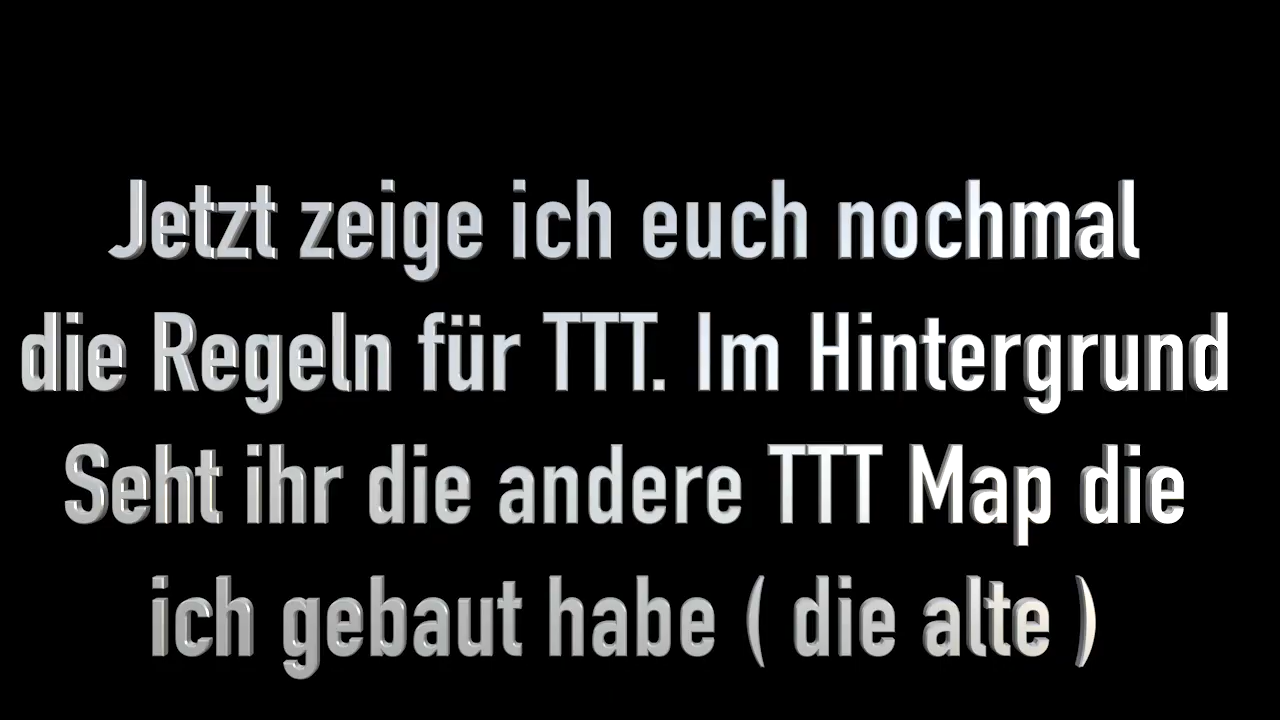 Jetzt zeige ich euch nochmal
die Regeln für TTT. Im Hintergrund
Seht ihr die andere TTT Map die
ich gebaut habe ( die alte )